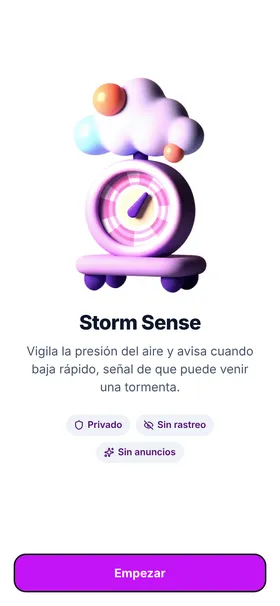 Storm Sense
Vigila la presión del aire y avisa cuando
baja rápido, señal de que puede venir
una tormenta.
Privado
Sin rastreo
Sin anuncios
Empezar